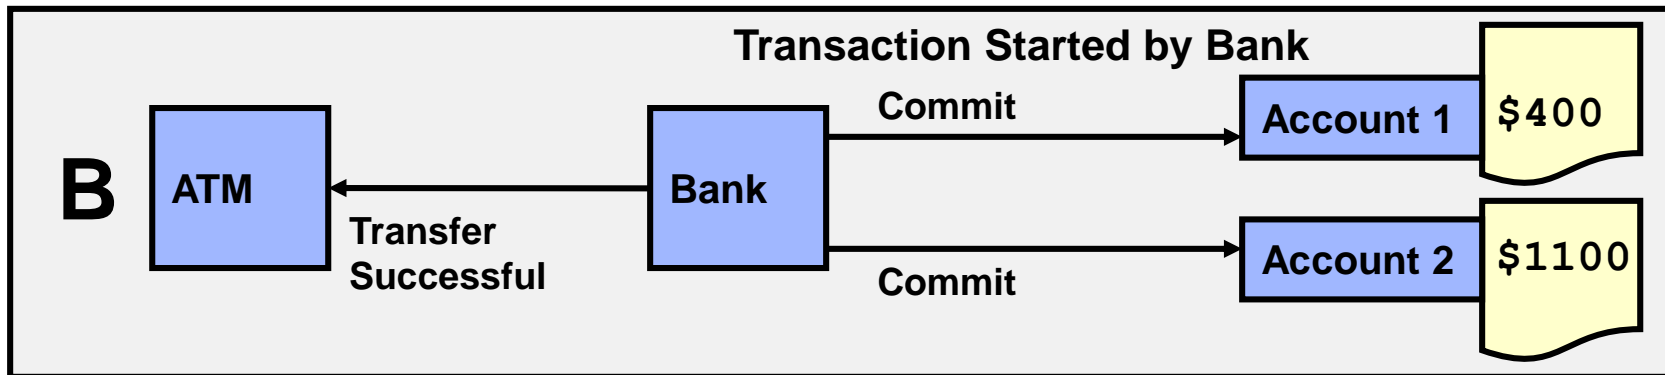 Transaction Started by Bank
B
ATM
Transfer
Successful
Bank
Commit
Account 1
$400
Commit
Account 2
$1100